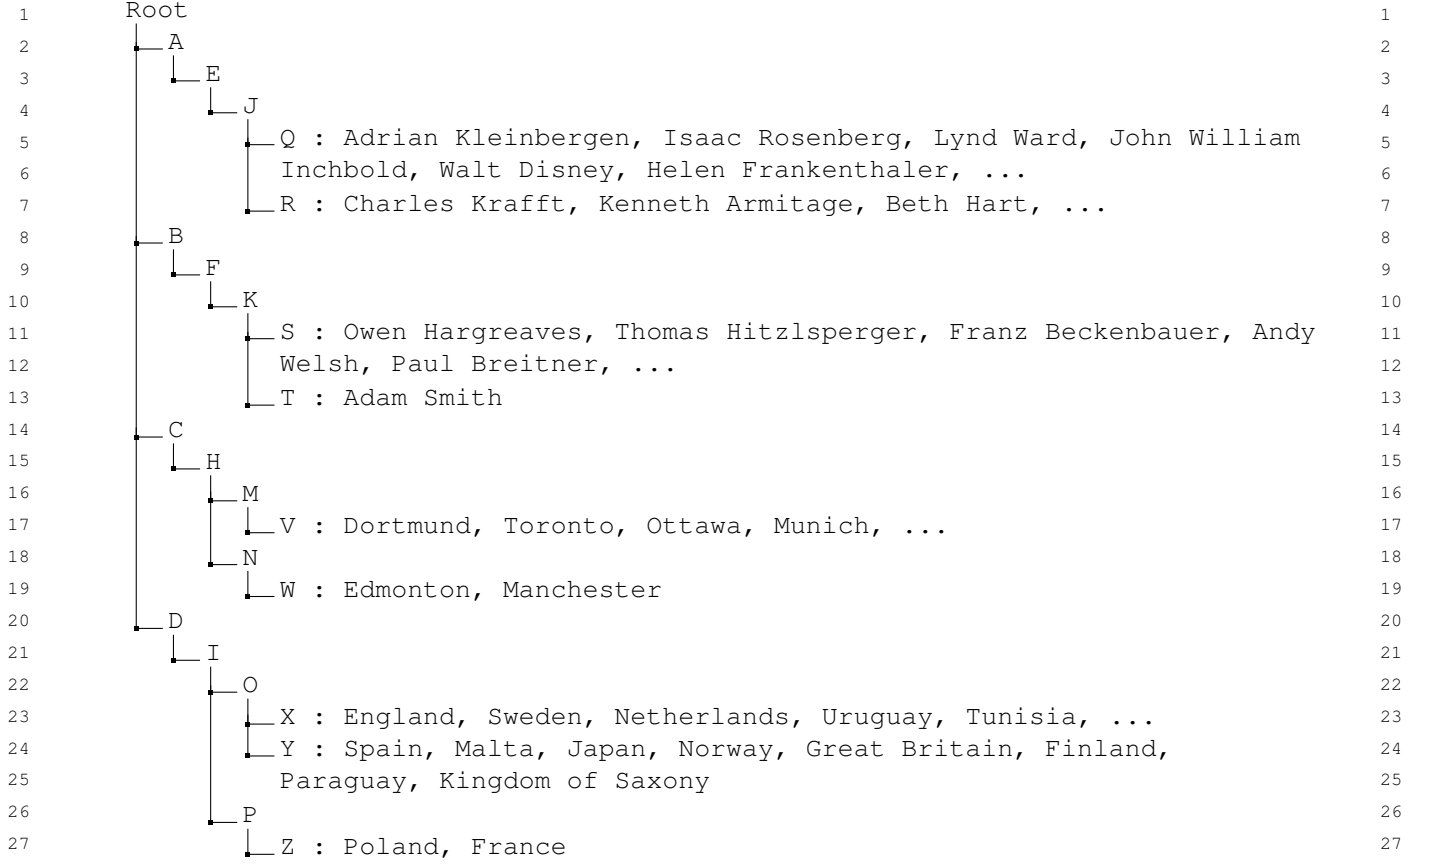 1 Root 1
2 A 2
3 E 3
4 J 4
5 Q : Adrian Kleinbergen, Isaac Rosenberg, Lynd Ward, John William 5
6 Inchbold, Walt Disney, Helen Frankenthaler, ... 6
7 R : Charles Krafft, Kenneth Armitage, Beth Hart, ... 7
8 B 8
9 F 9
10 K 10
11 S : Owen Hargreaves, Thomas Hitzlsperger, Franz Beckenbauer, Andy 11
12 Welsh, Paul Breitner, ... 12
13 T : Adam Smith 13
14 C 14
15 H 15
16 M 16
17 V : Dortmund, Toronto, Ottawa, Munich, ... 17
18 N 18
19 W : Edmonton, Manchester 19
20 D 20
21 I 21
22 O 22
23 X : England, Sweden, Netherlands, Uruguay, Tunisia, ... 23
24 Y : Spain, Malta, Japan, Norway, Great Britain, Finland, 24
25 Paraguay, Kingdom of Saxony 25
26 P 26
27 Z : Poland, France 27